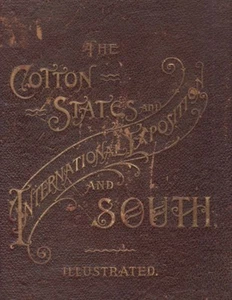 THE
COTTON
STATES AND
INTERNATIONAL EXPOSITION
AND
SOUTH,
ILLUSTRATED.